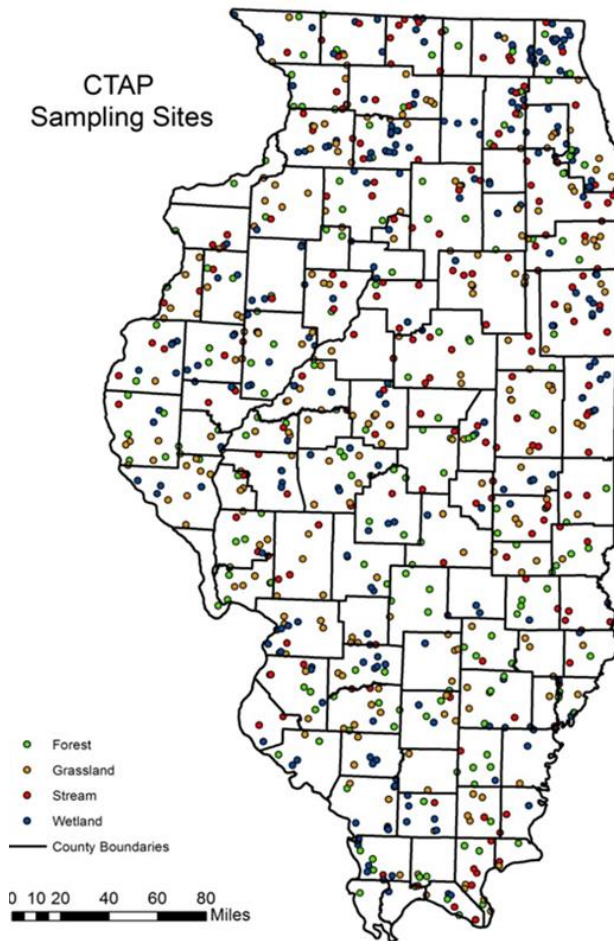 CTAP
Sampling Sites
Forest
Grassland
Stream
Wetland
County Boundaries
0 10 20 40 60 80 Miles